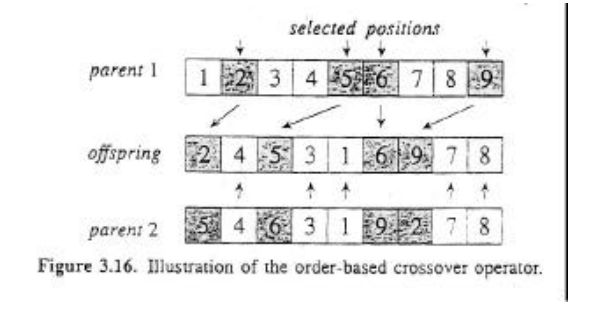 selected positions
parent 1 1 2 3 4 5 6 7 8 9
offspring 2 4 5 3 1 6 9 7 8
parent 2 5 4 6 3 1 9 2 7 8
Figure 3.16. Illustration of the order-based crossover operator.